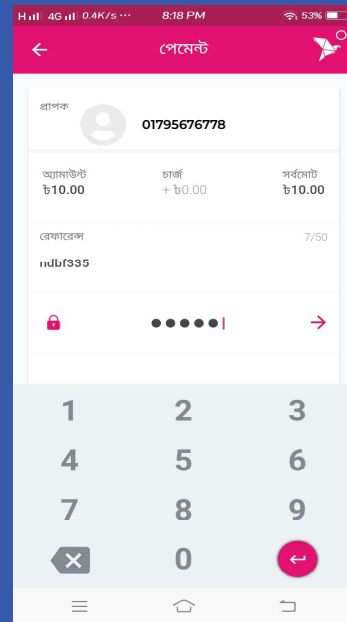 H 4G 0.4K/s ··· 8:18 PM 53%
পেমেন্ট
প্রাপক
01795676778
অ্যামাউন্ট চার্জ সর্বমোট
৳10.00 + ৳0.00 ৳10.00
রেফারেন্স 7/50
ndbf335
1 2 3
4 5 6
7 8 9
0